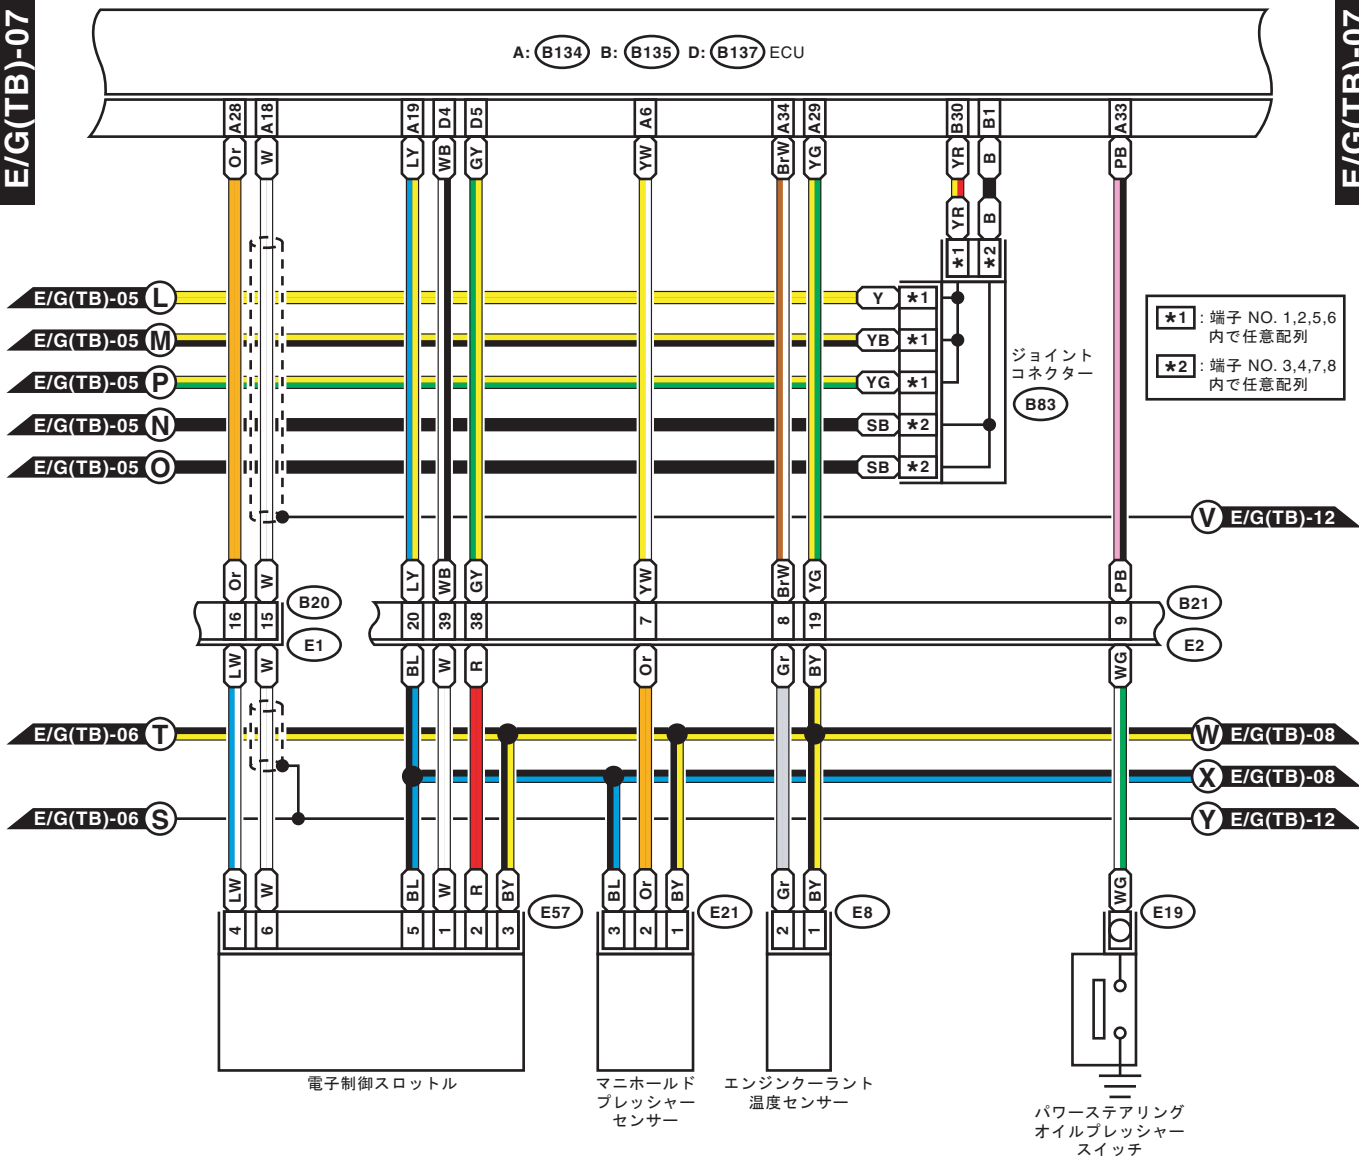 E/G(TB)-07
E/G(TB)-07
A: B134 B: B135 D: B137 ECU
A28 A18 A19 D4 D5 A6 A34 A29 B30 B1 A33
Or W LY WB GY YW BrW YG YR B PB
YR B
*1 *2
E/G(TB)-05 L Y *1
E/G(TB)-05 M YB *1
E/G(TB)-05 P YG *1
E/G(TB)-05 N SB *2
E/G(TB)-05 O SB *2
ジョイント
コネクター
B83
*1 : 端子 NO. 1,2,5,6
内で任意配列
*2 : 端子 NO. 3,4,7,8
内で任意配列
V E/G(TB)-12
Or W LY WB GY YW BrW YG PB
16 15 B20 20 39 38 7 8 19 9 B21
E1 E2
LW W BL W R Or Gr BY WG
E/G(TB)-06 T W E/G(TB)-08
X E/G(TB)-08
E/G(TB)-06 S Y E/G(TB)-12
LW W BL W R BY BL Or BY Gr BY WG
4 6 5 1 2 3 E57 3 2 1 E21 2 1 E8 E19
電子制御スロットル
マニホールド
プレッシャー
センサー
エンジンクーラント
温度センサー
パワーステアリング
オイルプレッシャー
スイッチ